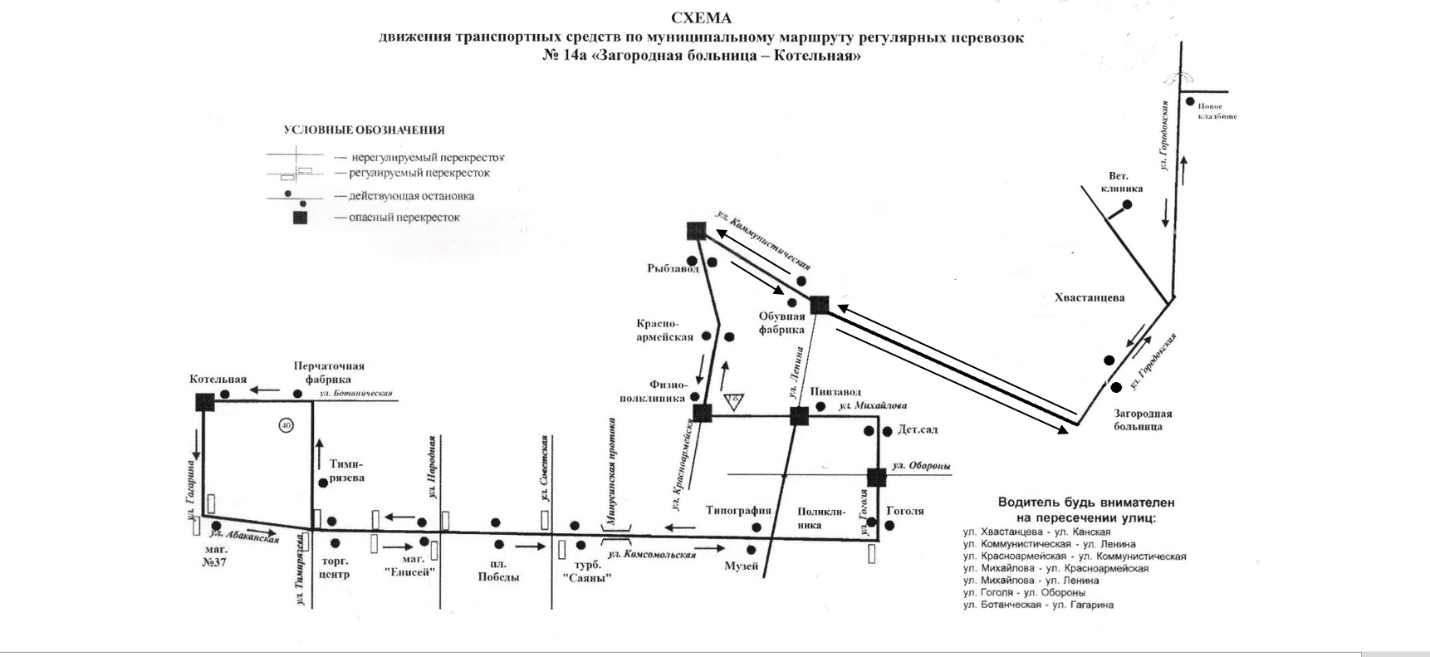 СХЕМА
движения транспортных средств по муниципальному маршруту регулярных перевозок
№ 14а «Загородная больница – Котельная»
УСЛОВНЫЕ ОБОЗНАЧЕНИЯ
— нерегулируемый перекресток
— регулируемый перекресток
— действующая остановка
— опасный перекресток
ул. Городокская
Новое
кладбище
Вет.
клиника
ул. Коммунистическая
Рыбзавод
Хвастанцева
Обувная
фабрика
Красно-
армейская
ул. Ленина
ул. Городокская
Перчаточная
фабрика
Котельная
ул. Ботаническая
Физио-
полклиника
Пивзавод
ул. Михайлова
Загородная
больница
40
Дет.сад
ул. Народная
ул. Советская
Минусинская протока
ул. Красноармейскя
Тими-
рязева
ул. Обороны
ул. Гагарина
Типография
Поликли-
ника
ул. Гоголя
Гоголя
ул. Абаканская
маг.
№37
ул. Тимирязева
торг.
центр
маг.
"Енисей"
пл.
Победы
турб.
"Саяны"
ул. Комсомольская
Музей
Водитель будь внимателен
на пересечении улиц:
ул. Хвастанцева - ул. Канская
ул. Коммунистическая - ул. Ленина
ул. Красноармейская - ул. Коммунистическая
ул. Михайлова - ул. Красноармейская
ул. Михайлова - ул. Ленина
ул. Гоголя - ул. Обороны
ул. Ботаническая - ул. Гагарина